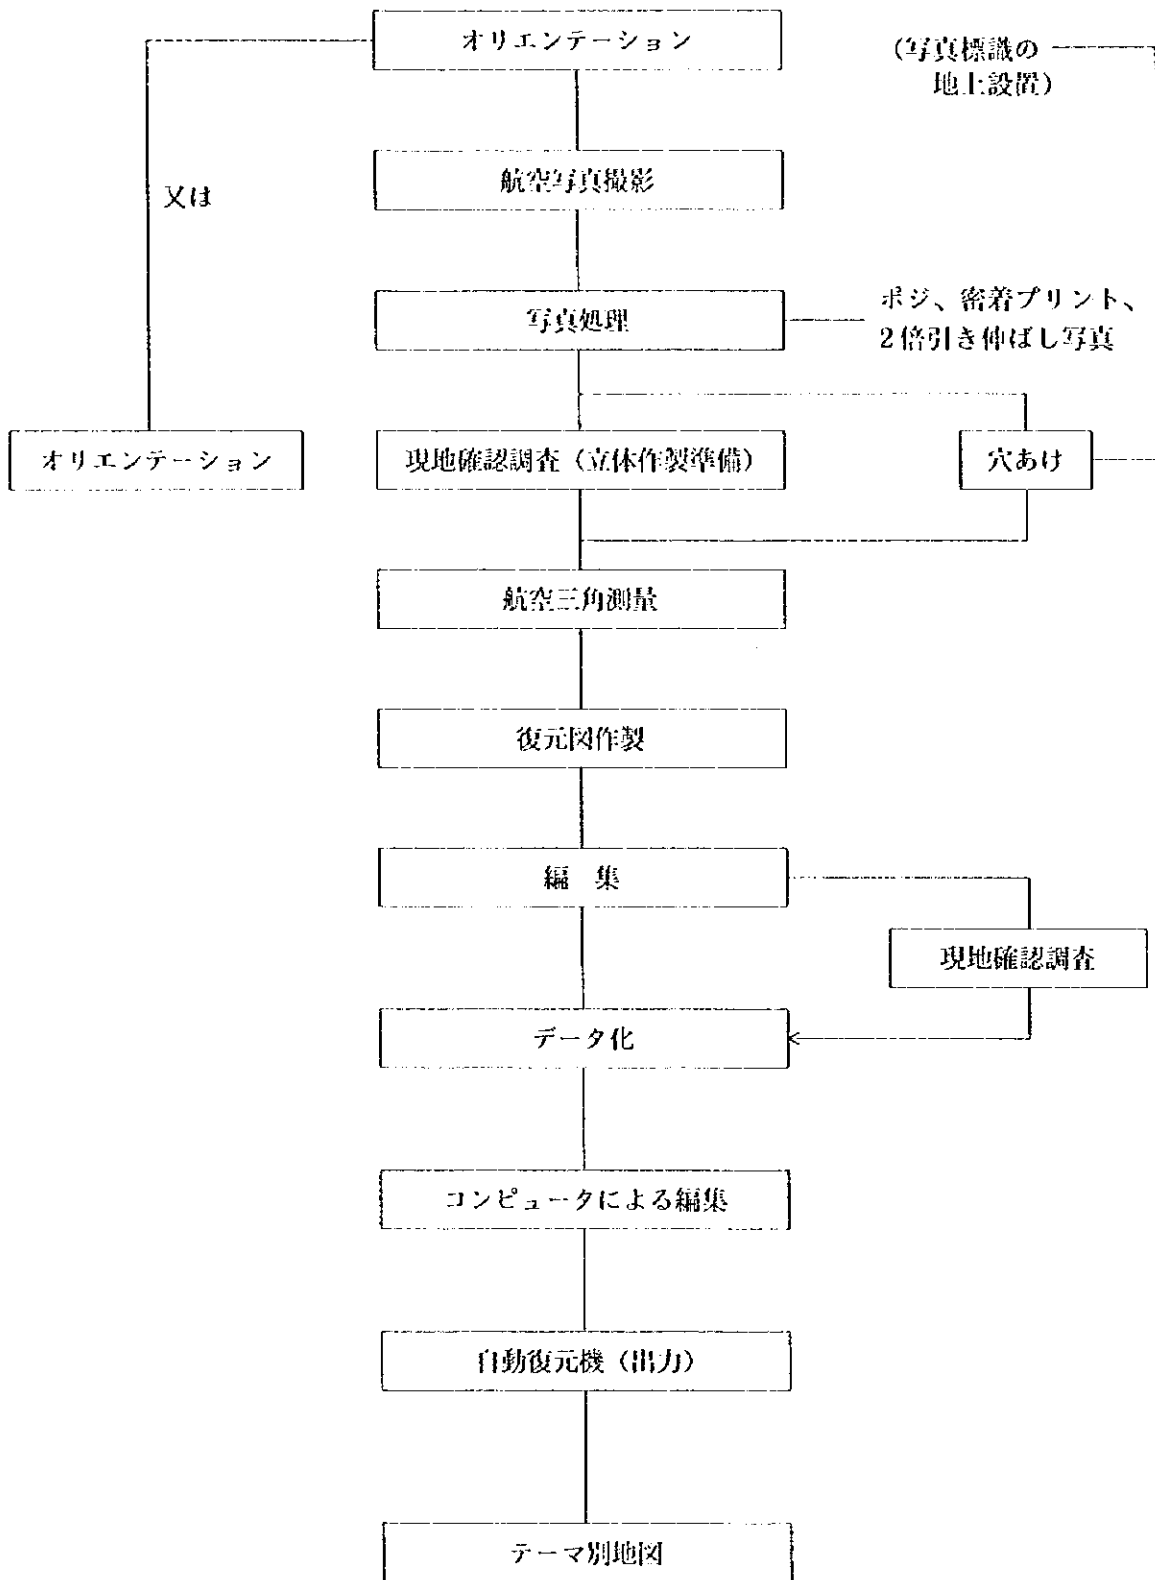 オリエンテーション
(写真標識の
地上設置)
航空写真撮影
又は
写真処理
ポジ、密着プリント、
2倍引き伸ばし写真
オリエンテーション
現地確認調査(立体作製準備)
穴あけ
航空三角測量
復元図作製
編 集
現地確認調査
データ化
コンピュータによる編集
自動復元機(出力)
テーマ別地図